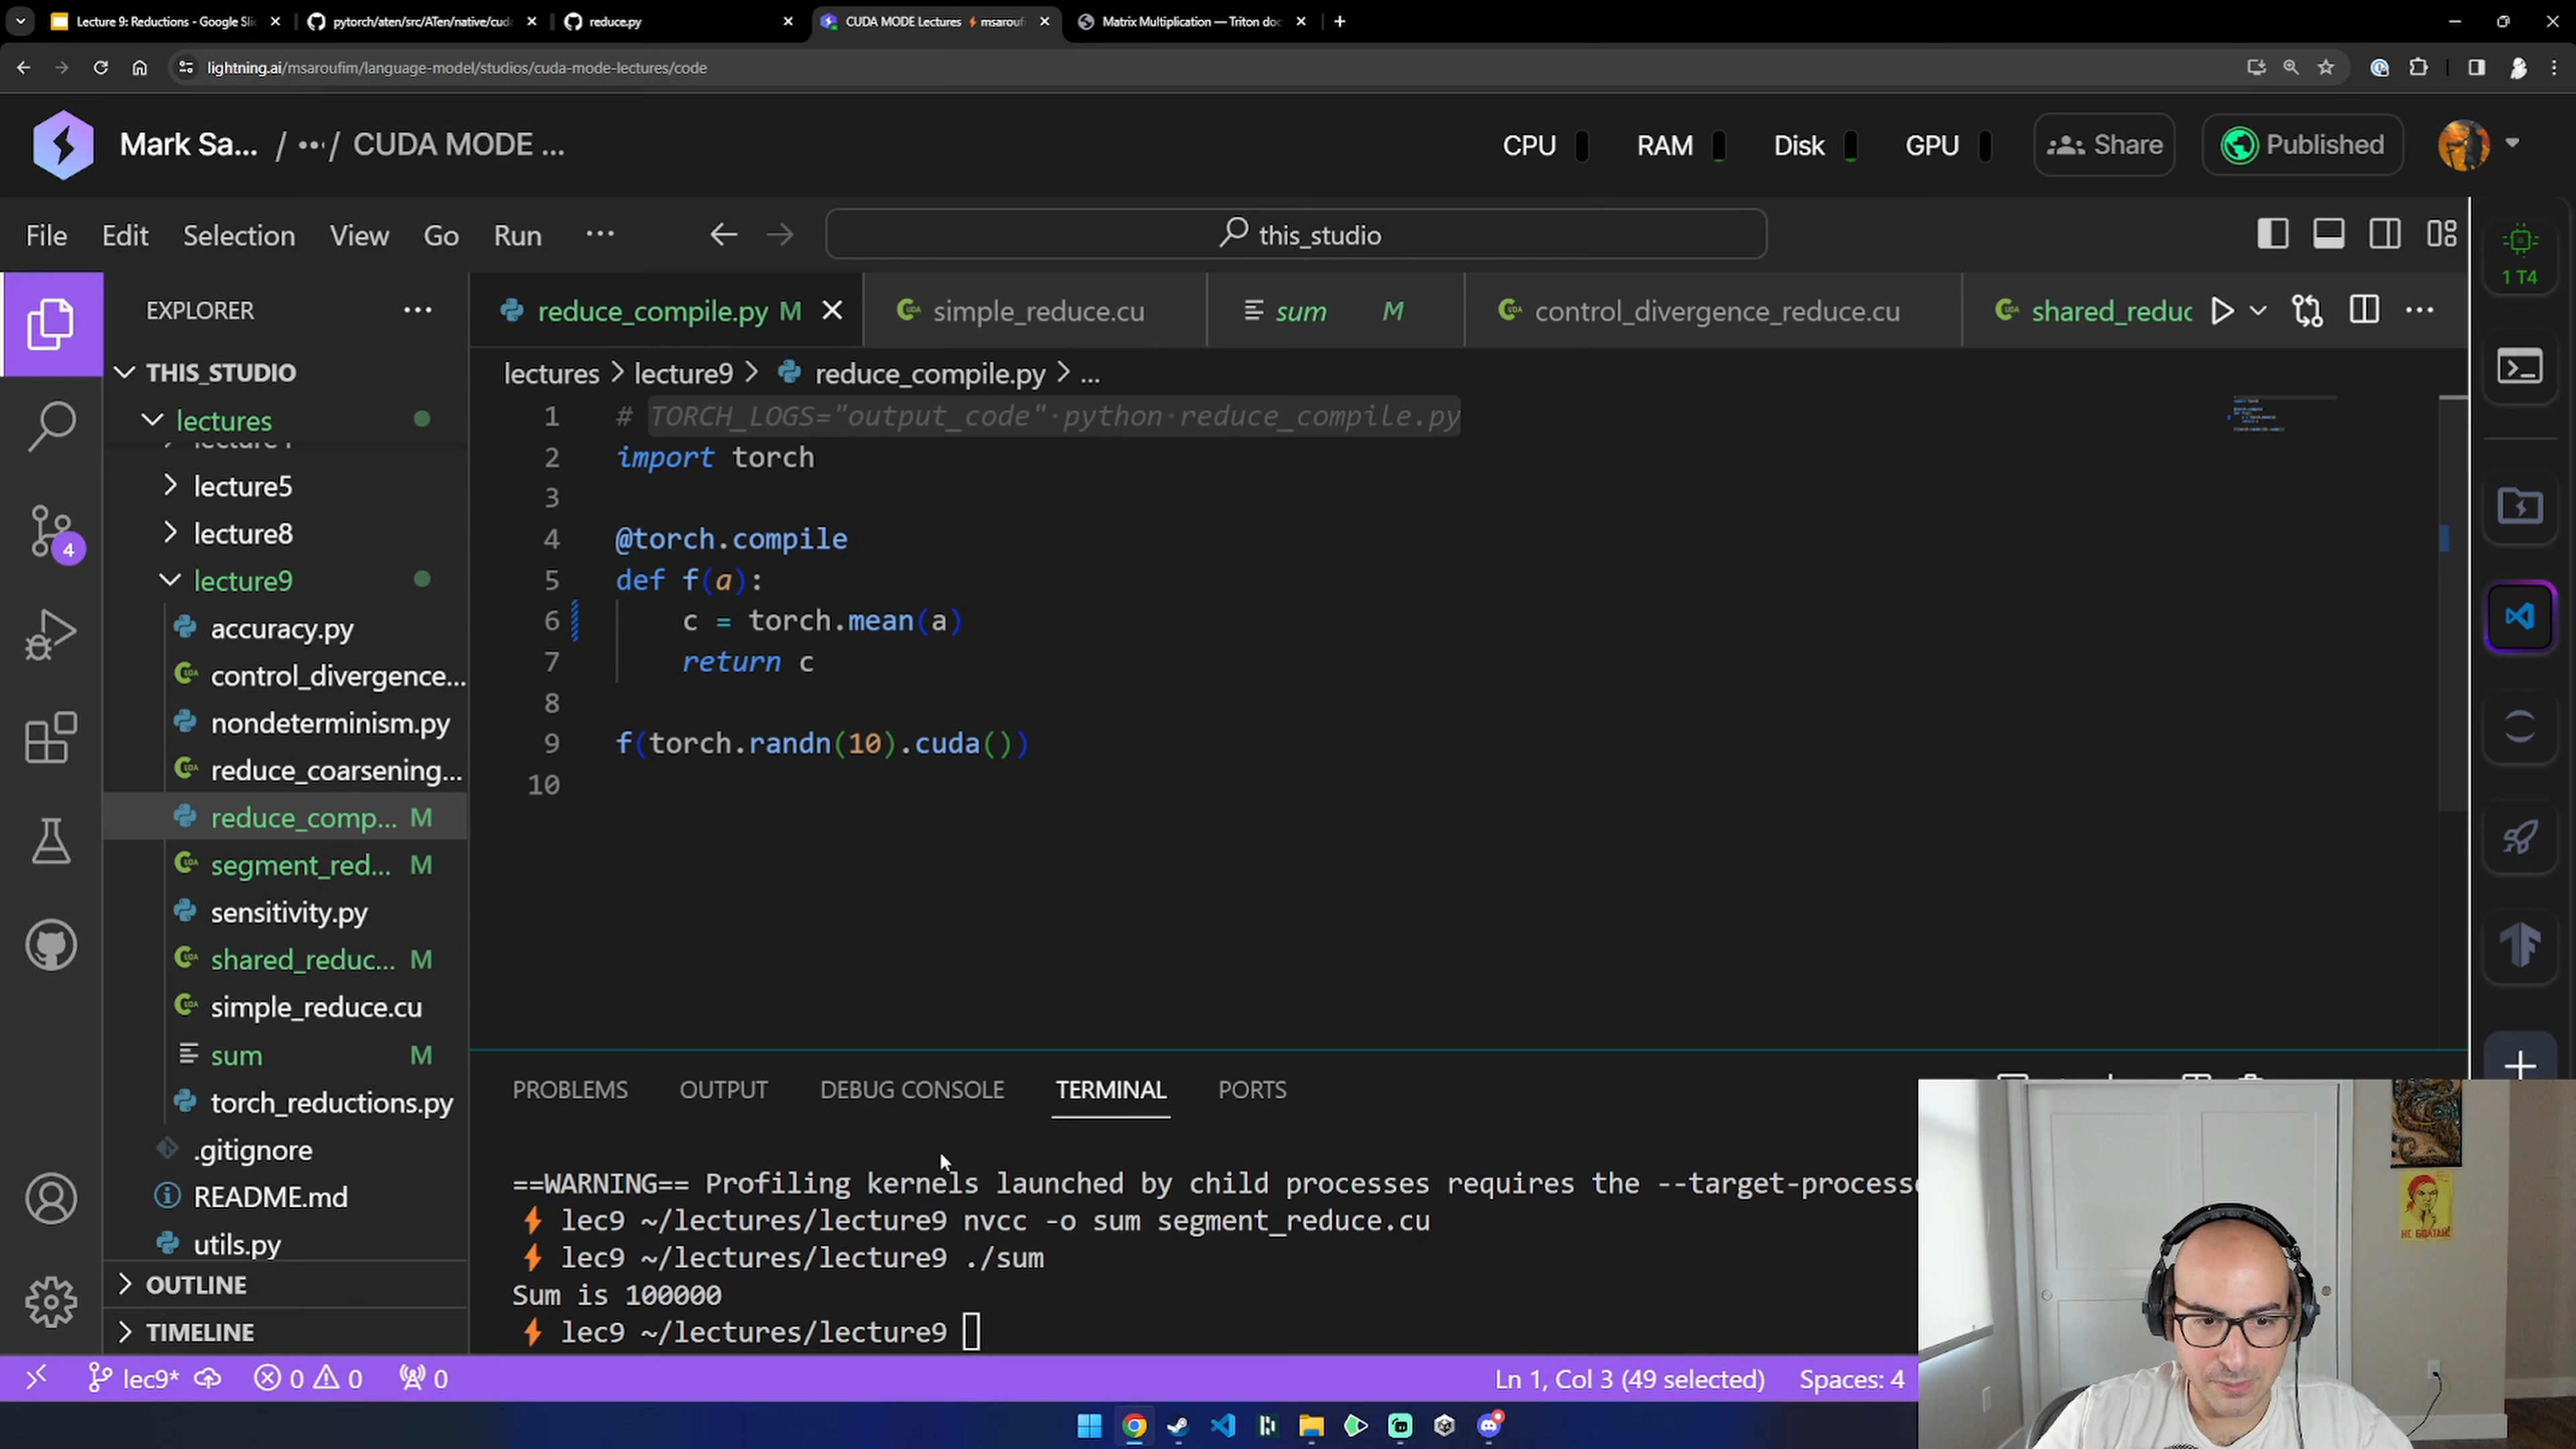 Lecture 9: Reductions - Google Sli
pytorch/aten/src/ATen/native/cud
reduce.py
CUDA MODE Lectures ⚡ msaroufi
Matrix Multiplication — Triton doc
lightning.ai/msaroufim/language-model/studios/cuda-mode-lectures/code
Mark Sa... / ··· / CUDA MODE ...
CPU
RAM
Disk
GPU
Share
Published
File Edit Selection View Go Run ···
this_studio
1 T4
EXPLORER ···
reduce_compile.py M
simple_reduce.cu
sum M
control_divergence_reduce.cu
shared_reduc
THIS_STUDIO
lectures
lecture5
lecture8
lecture9
accuracy.py
control_divergence...
nondeterminism.py
reduce_coarsening...
reduce_comp... M
segment_red... M
sensitivity.py
shared_reduc... M
simple_reduce.cu
sum M
torch_reductions.py
.gitignore
README.md
utils.py
OUTLINE
TIMELINE
4
lectures > lecture9 > reduce_compile.py > ...
1 # TORCH_LOGS="output_code"·python·reduce_compile.py
2 import torch
3
4 @torch.compile
5 def f(a):
6 c = torch.mean(a)
7 return c
8
9 f(torch.randn(10).cuda())
10
PROBLEMS OUTPUT DEBUG CONSOLE TERMINAL PORTS
==WARNING== Profiling kernels launched by child processes requires the --target-processe
⚡ lec9 ~/lectures/lecture9 nvcc -o sum segment_reduce.cu
⚡ lec9 ~/lectures/lecture9 ./sum
Sum is 100000
⚡ lec9 ~/lectures/lecture9
НЕ БОЛТАЙ!
lec9* 0 0 0
Ln 1, Col 3 (49 selected) Spaces: 4